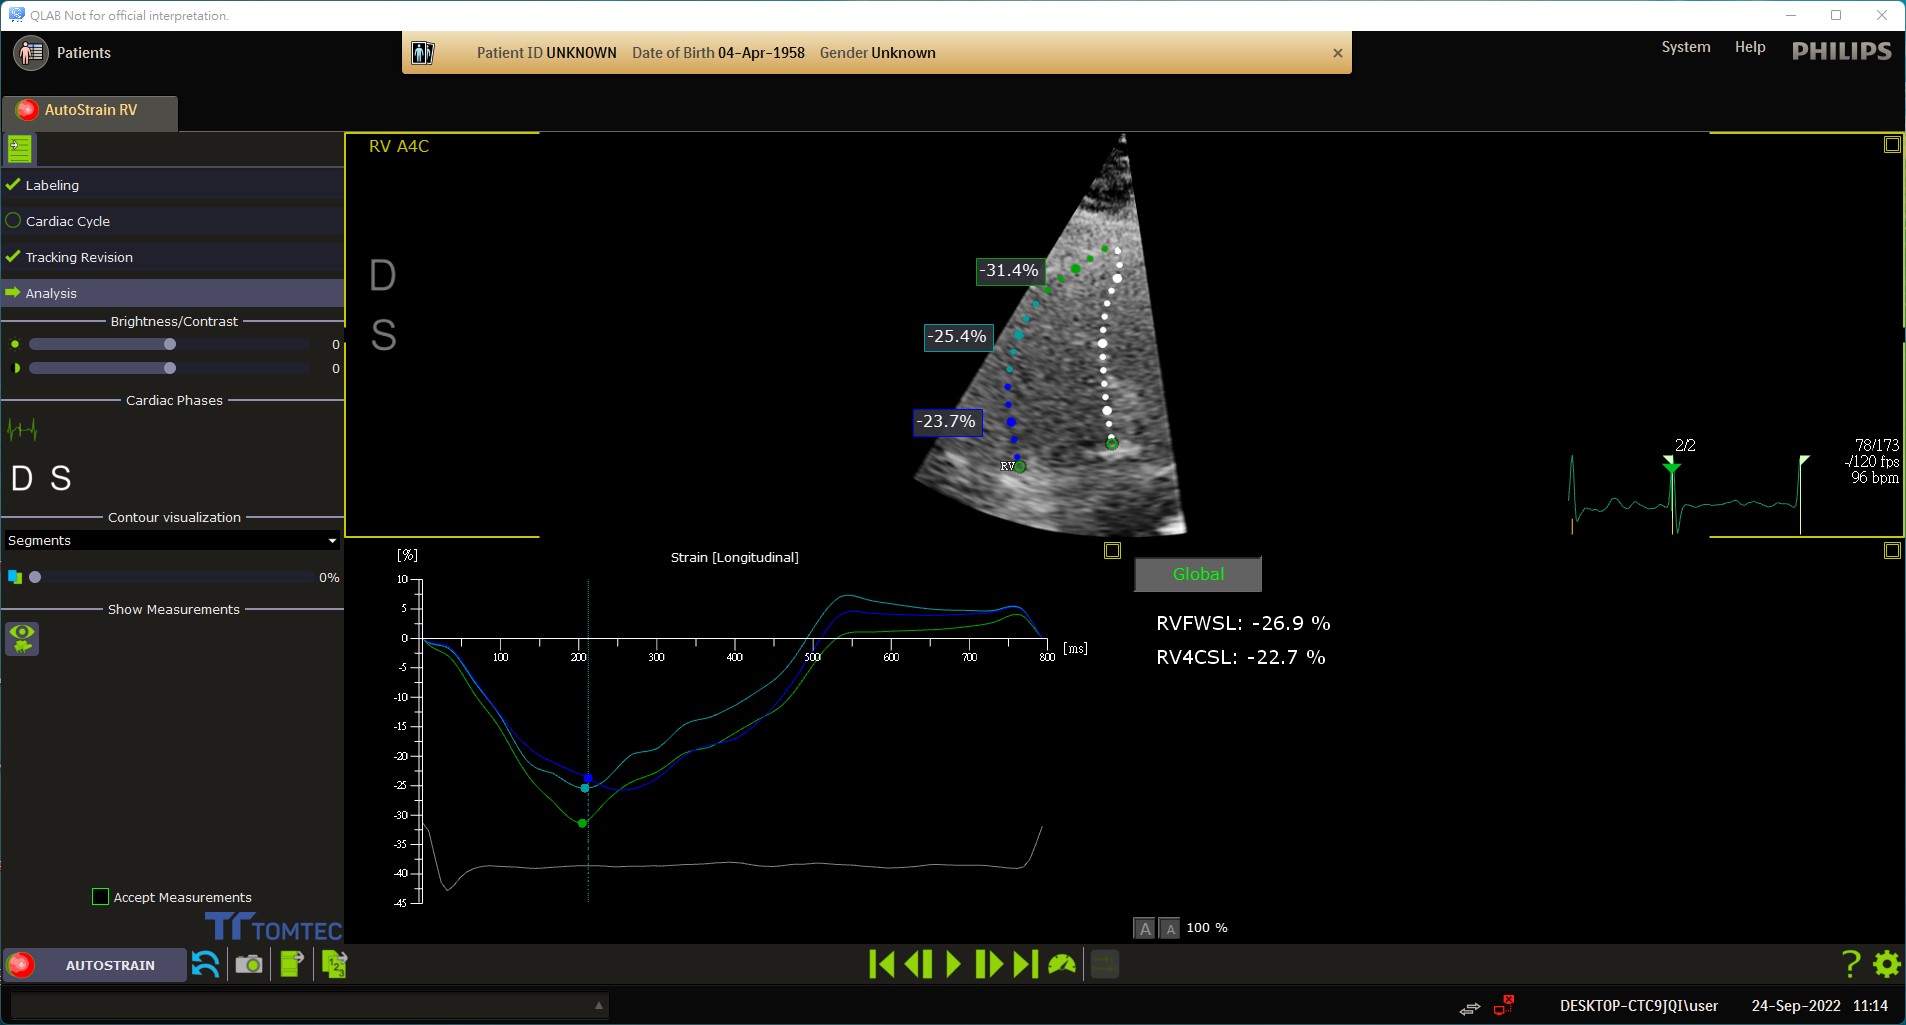 QLAB Not for official interpretation.
Patients
Patient ID UNKNOWN Date of Birth 04-Apr-1958 Gender Unknown
System Help PHILIPS
AutoStrain RV
Labeling
Cardiac Cycle
Tracking Revision
Analysis
Brightness/Contrast
0
0
Cardiac Phases
D S
Contour visualization
Segments
0%
Show Measurements
Accept Measurements
TOMTEC
RV A4C
D
S
-31.4%
-25.4%
-23.7%
RV
2/2
78/173
-/120 fps
96 bpm
[%]
Strain [Longitudinal]
10
5
0
-5
-10
-15
-20
-25
-30
-35
-40
-45
100 200 300 400 500 600 700 800 [ms]
Global
RVFWSL: -26.9 %
RV4CSL: -22.7 %
A A 100 %
AUTOSTRAIN
1 2 3
?
DESKTOP-CTC9JQI\user 24-Sep-2022 11:14